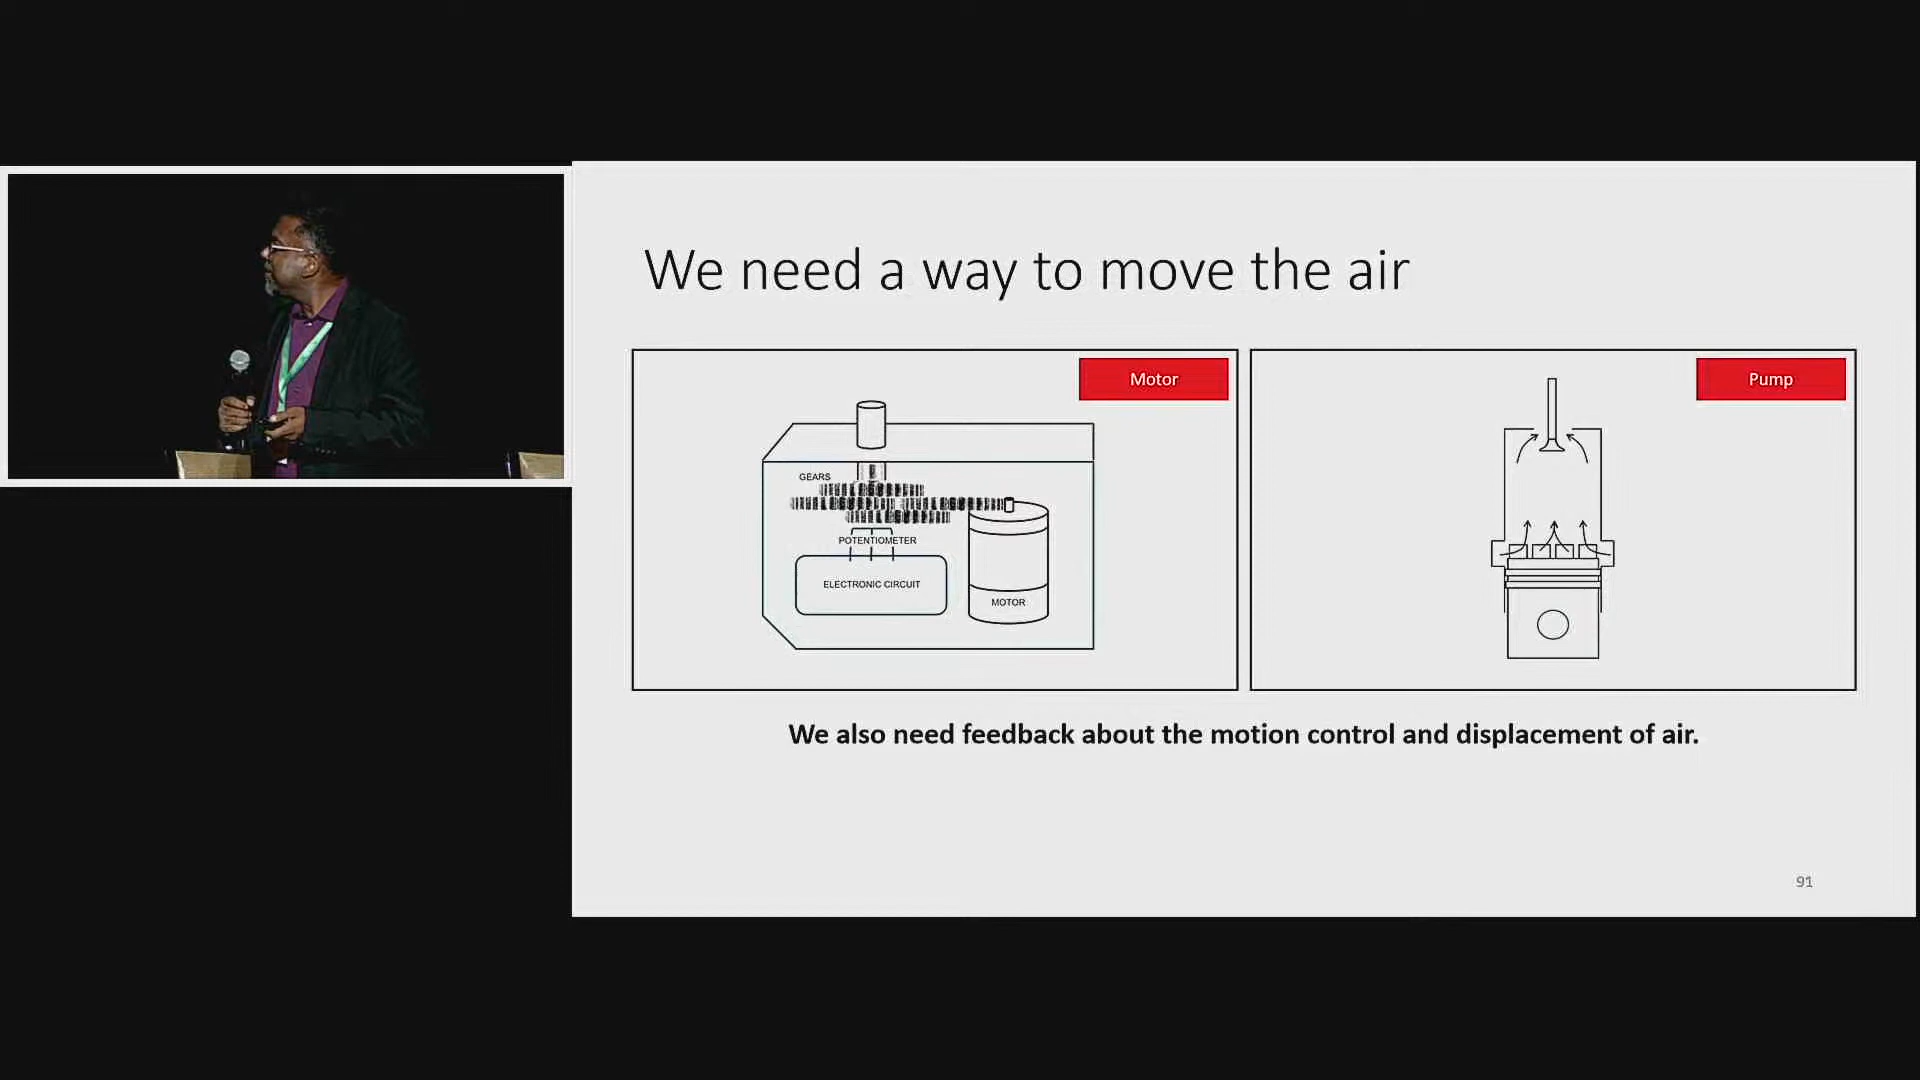 We need a way to move the air
Motor
GEARS
POTENTIOMETER
ELECTRONIC CIRCUIT
MOTOR
Pump
We also need feedback about the motion control and displacement of air.
91